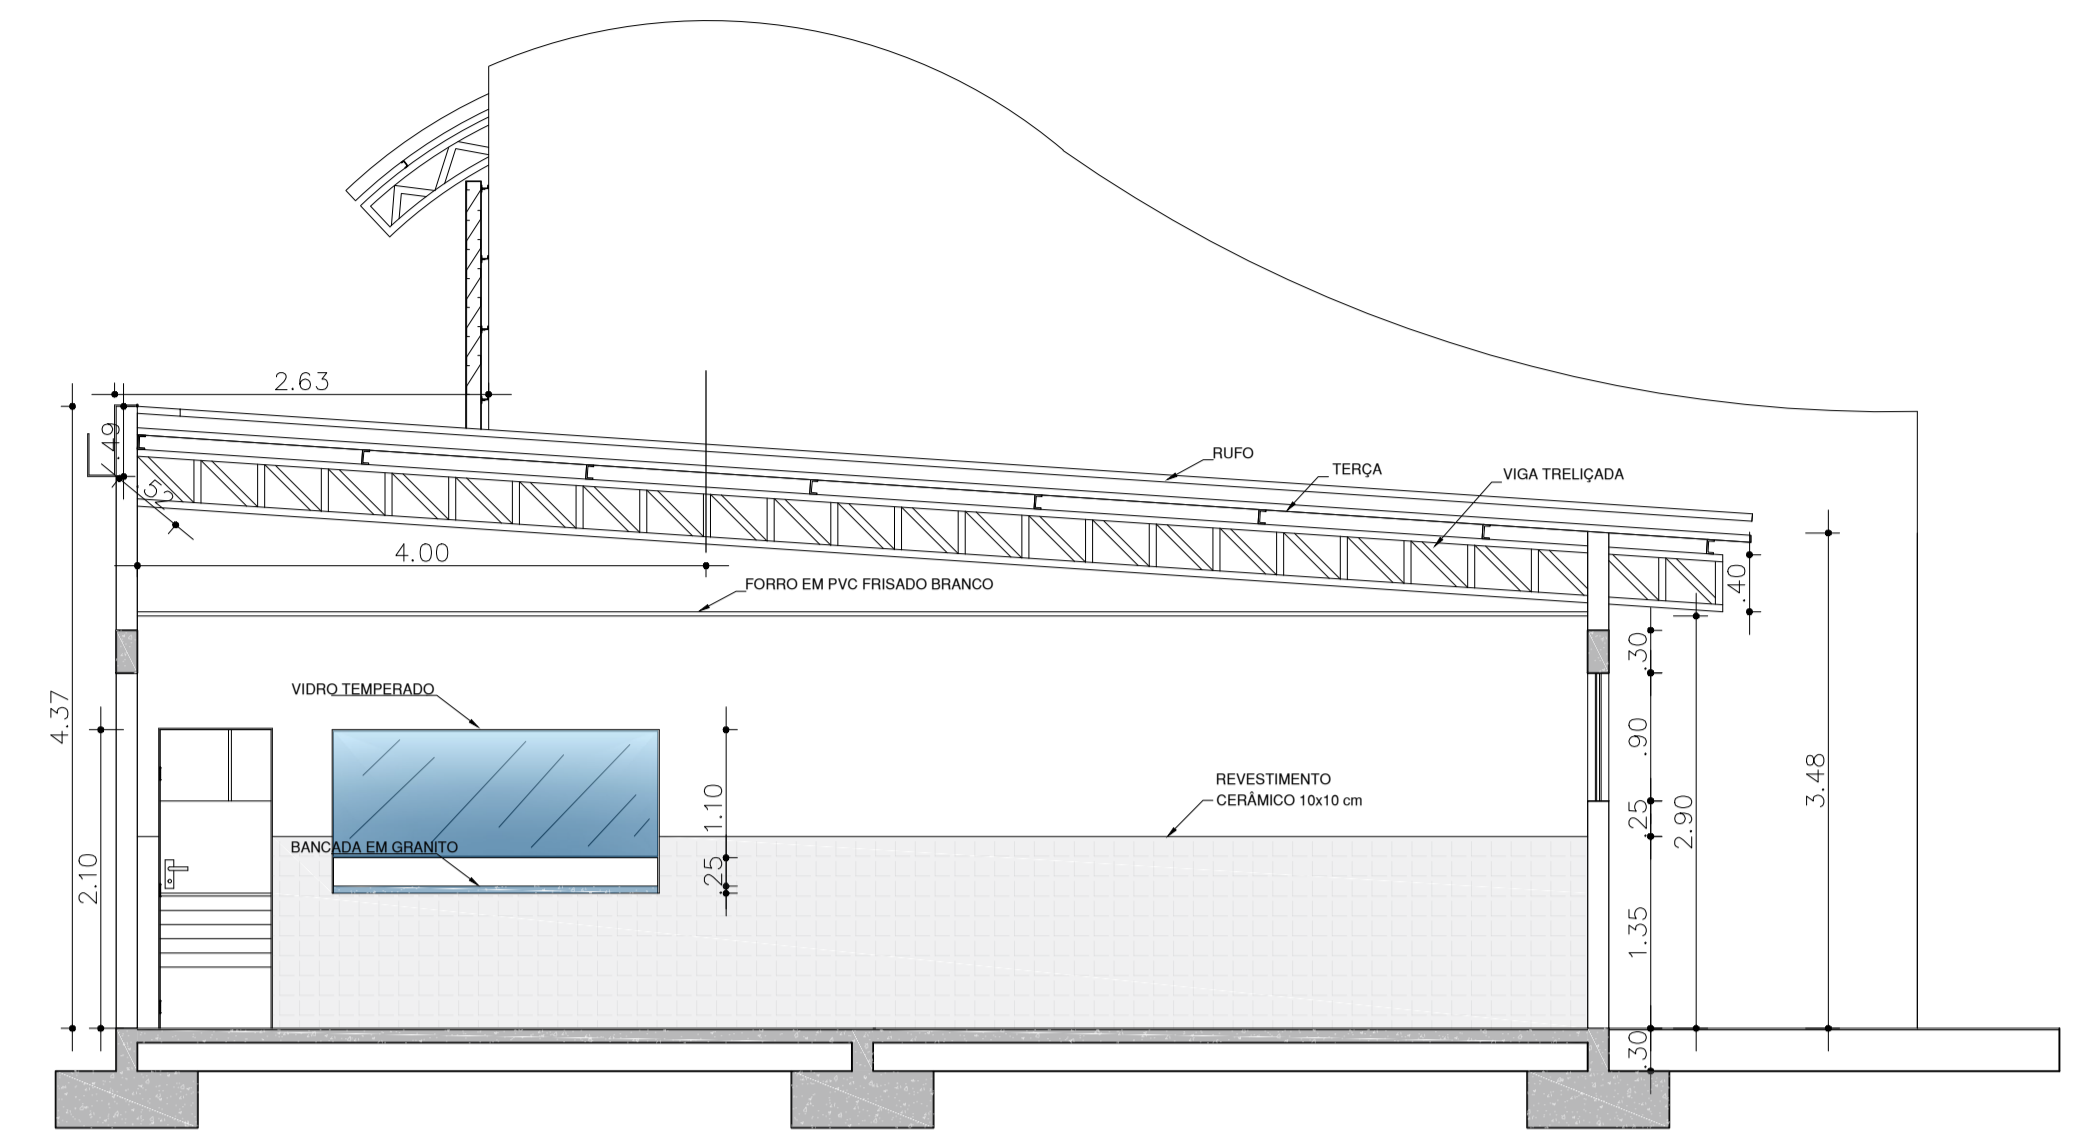 2.63
.49
.52
RUFO
TERÇA
VIGA TRELIÇADA
4.00
FORRO EM PVC FRISADO BRANCO
.40
.30
4.37
VIDRO TEMPERADO
.90
3.48
REVESTIMENTO
CERÂMICO 10x10 cm
1.10
.25
2.90
2.10
BANCADA EM GRANITO
.25
1.35
.30